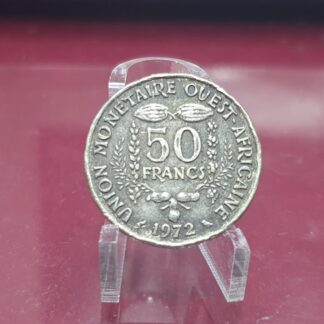 UNION MONETAIRE OUEST-AFRICAINE
50
FRANCS
1972